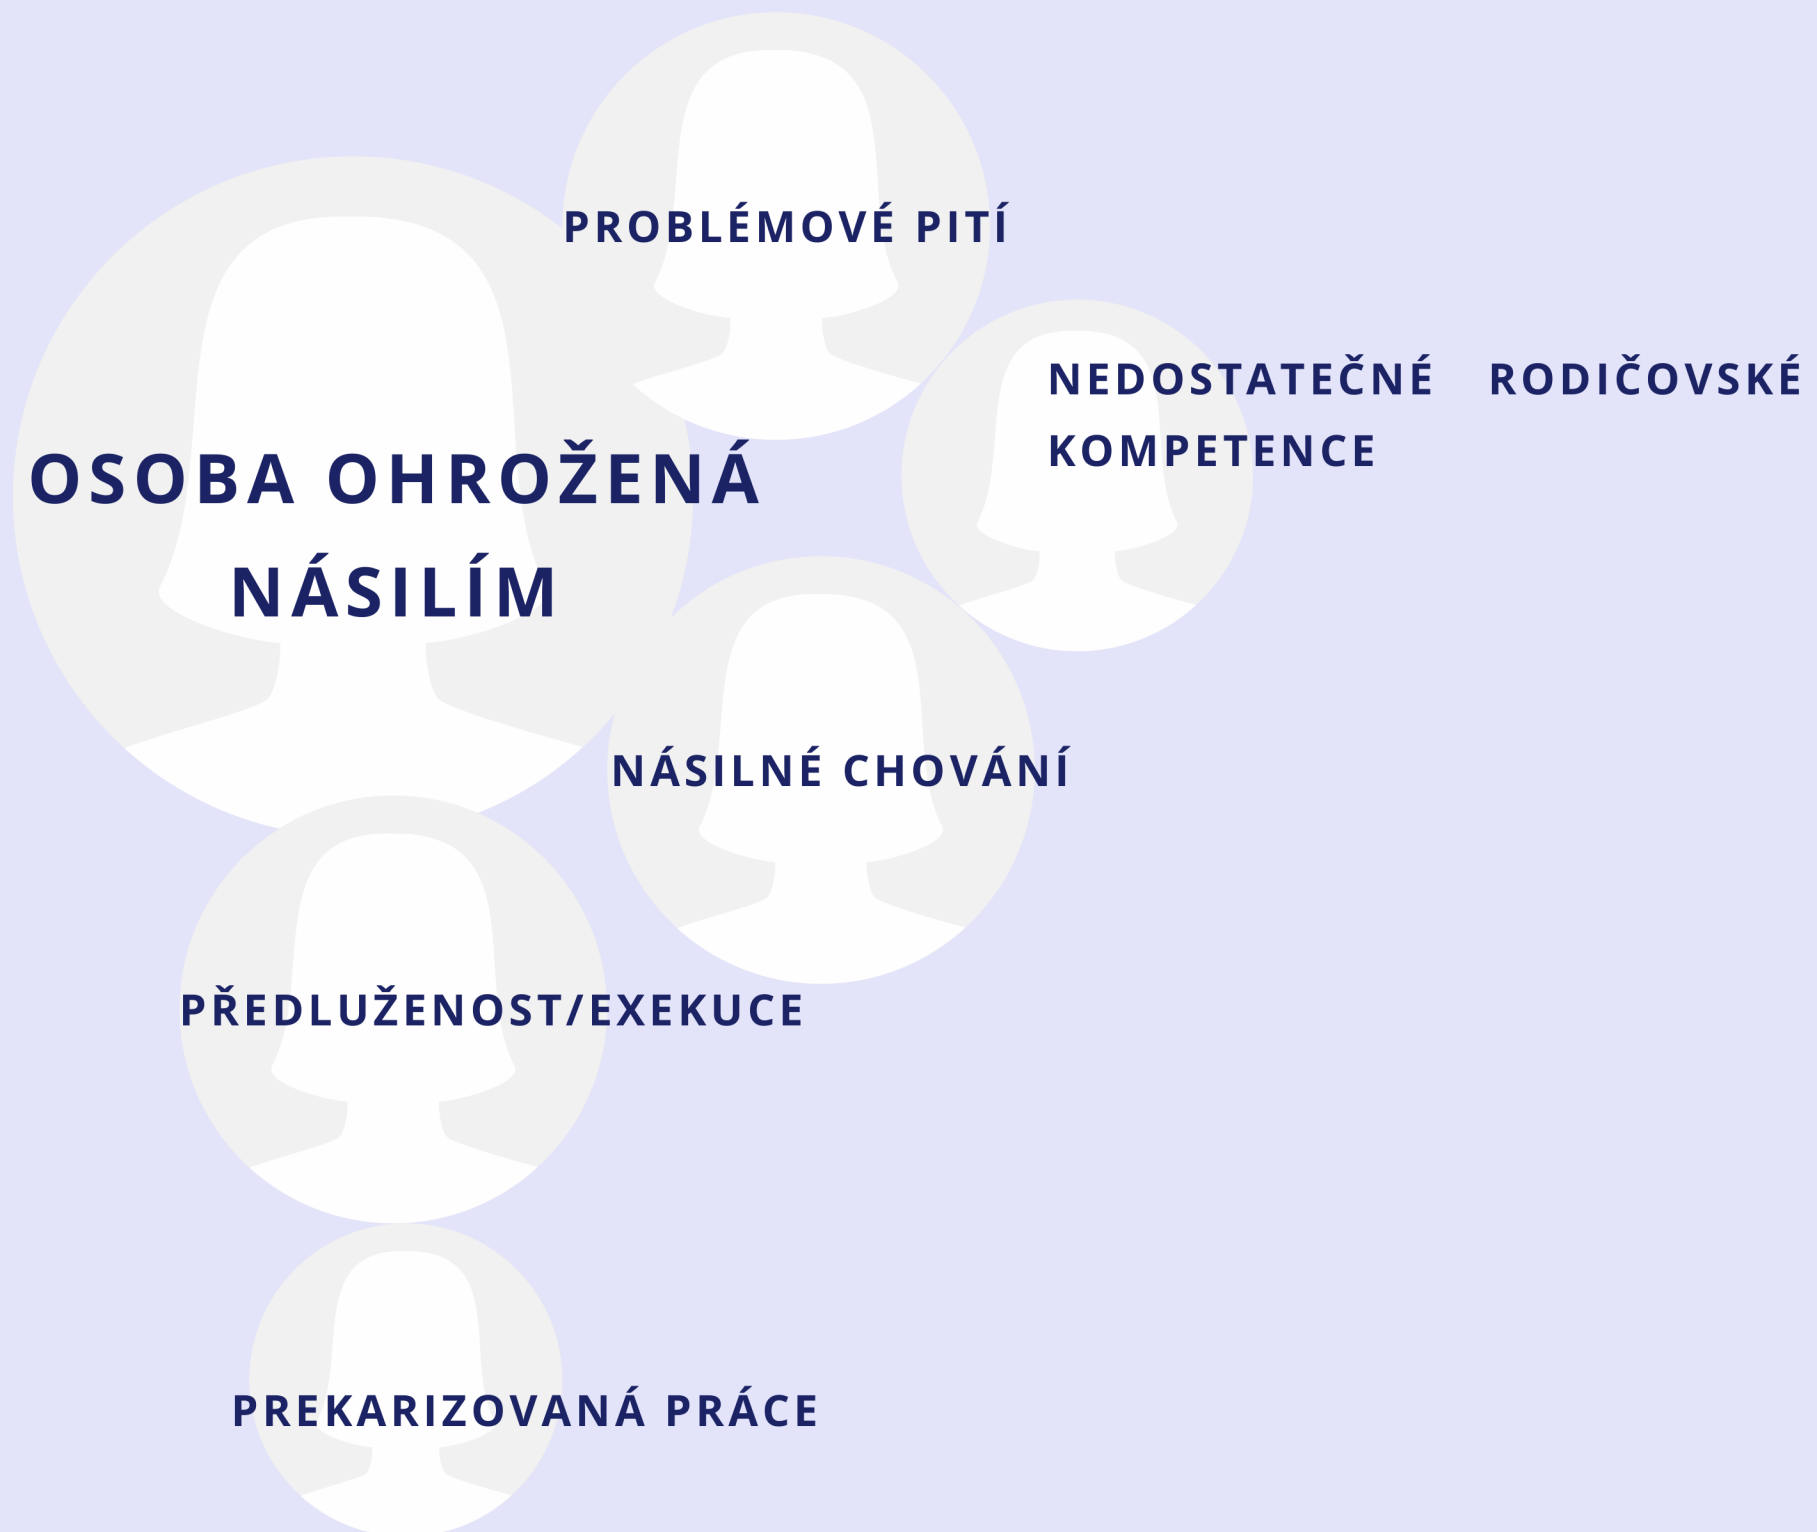 PROBLÉMOVÉ PITÍ
NEDOSTATEČNÉ RODIČOVSKÉ
KOMPETENCE
OSOBA OHROŽENÁ
NÁSILÍM
NÁSILNÉ CHOVÁNÍ
PŘEDLUŽENOST/EXEKUCE
PREKARIZOVANÁ PRÁCE